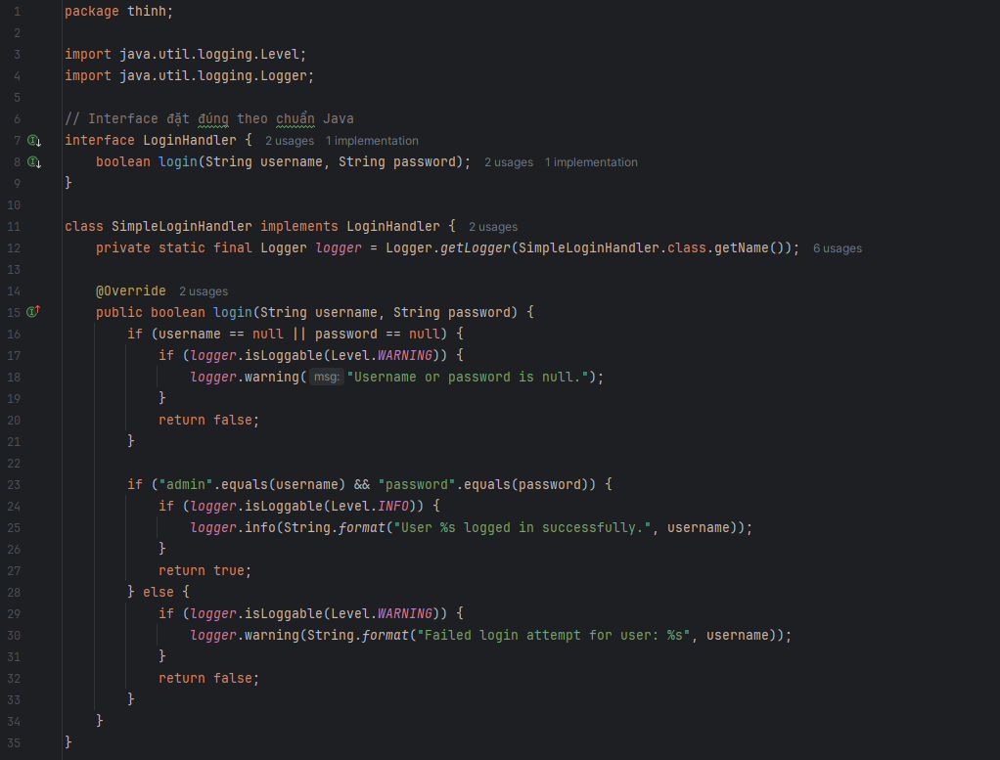 1 package thinh;
2
3 import java.util.logging.Level;
4 import java.util.logging.Logger;
5
6 // Interface đặt đúng theo chuẩn Java
7 interface LoginHandler { 2 usages 1 implementation
8     boolean login(String username, String password); 2 usages 1 implementation
9 }
10
11 class SimpleLoginHandler implements LoginHandler { 2 usages
12     private static final Logger logger = Logger.getLogger(SimpleLoginHandler.class.getName()); 6 usages
13
14     @Override 2 usages
15     public boolean login(String username, String password) {
16         if (username == null || password == null) {
17             if (logger.isLoggable(Level.WARNING)) {
18                 logger.warning( msg: "Username or password is null.");
19             }
20             return false;
21         }
22
23         if ("admin".equals(username) && "password".equals(password)) {
24             if (logger.isLoggable(Level.INFO)) {
25                 logger.info(String.format("User %s logged in successfully.", username));
26             }
27             return true;
28         } else {
29             if (logger.isLoggable(Level.WARNING)) {
30                 logger.warning(String.format("Failed login attempt for user: %s", username));
31             }
32             return false;
33         }
34     }
35 }